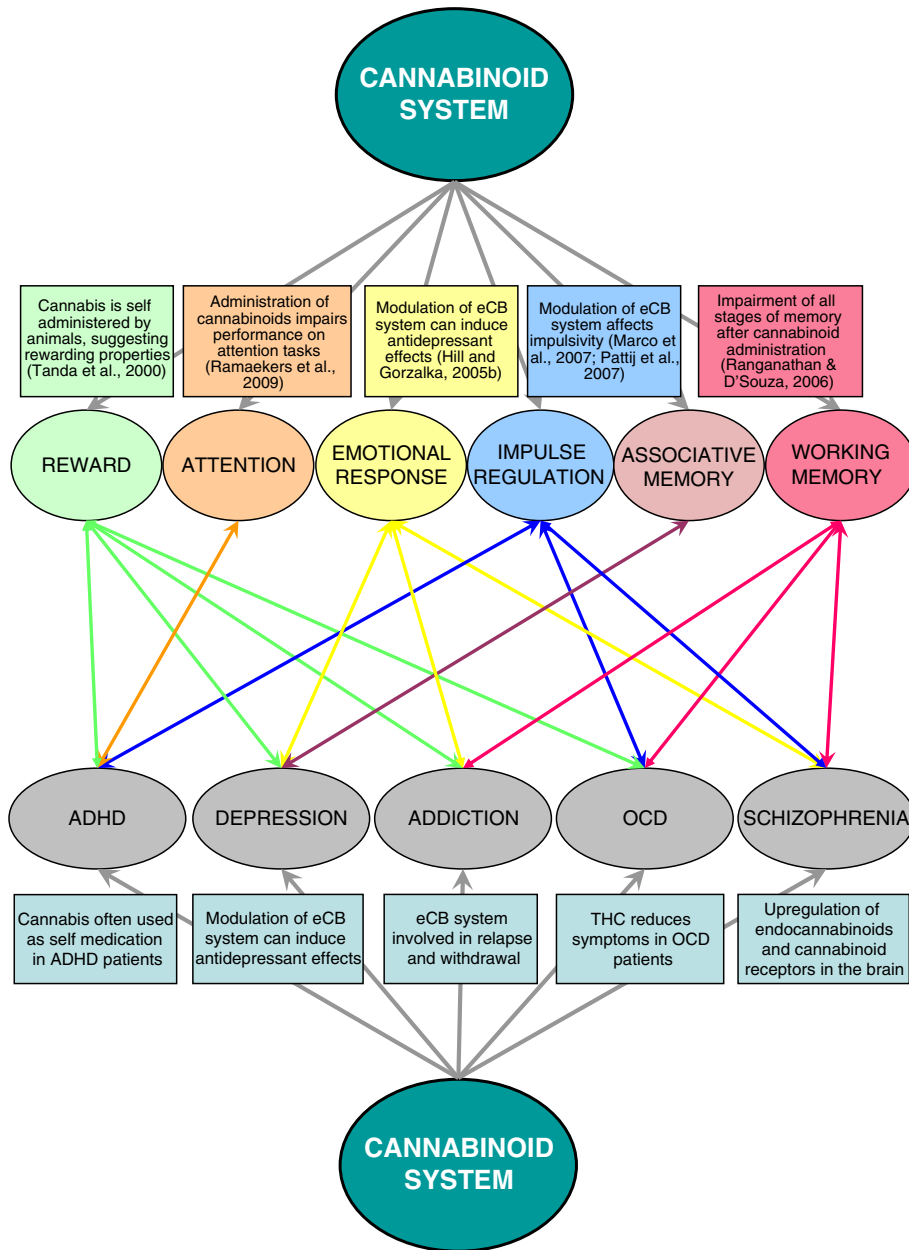 CANNABINOID
SYSTEM
Cannabis is self
administered by
animals, suggesting
rewarding properties
(Tanda et al., 2000)
Administration of
cannabinoids impairs
performance on
attention tasks
(Ramaekers et al.,
2009)
Modulation of eCB
system can induce
antidepressant
effects (Hill and
Gorzalka, 2005b)
Modulation of eCB
system affects
impulsivity (Marco
et al., 2007; Pattij et al.,
2007)
Impairment of all
stages of memory
after cannabinoid
administration
(Ranganathan &
D'Souza, 2006)
REWARD
ATTENTION
EMOTIONAL
RESPONSE
IMPULSE
REGULATION
ASSOCIATIVE
MEMORY
WORKING
MEMORY
ADHD
DEPRESSION
ADDICTION
OCD
SCHIZOPHRENIA
Cannabis often used
as self medication
in ADHD patients
Modulation of eCB
system can induce
antidepressant effects
eCB system
involved in relapse
and withdrawal
THC reduces
symptoms in OCD
patients
Upregulation of
endocannabinoids
and cannabinoid
receptors in the brain
CANNABINOID
SYSTEM